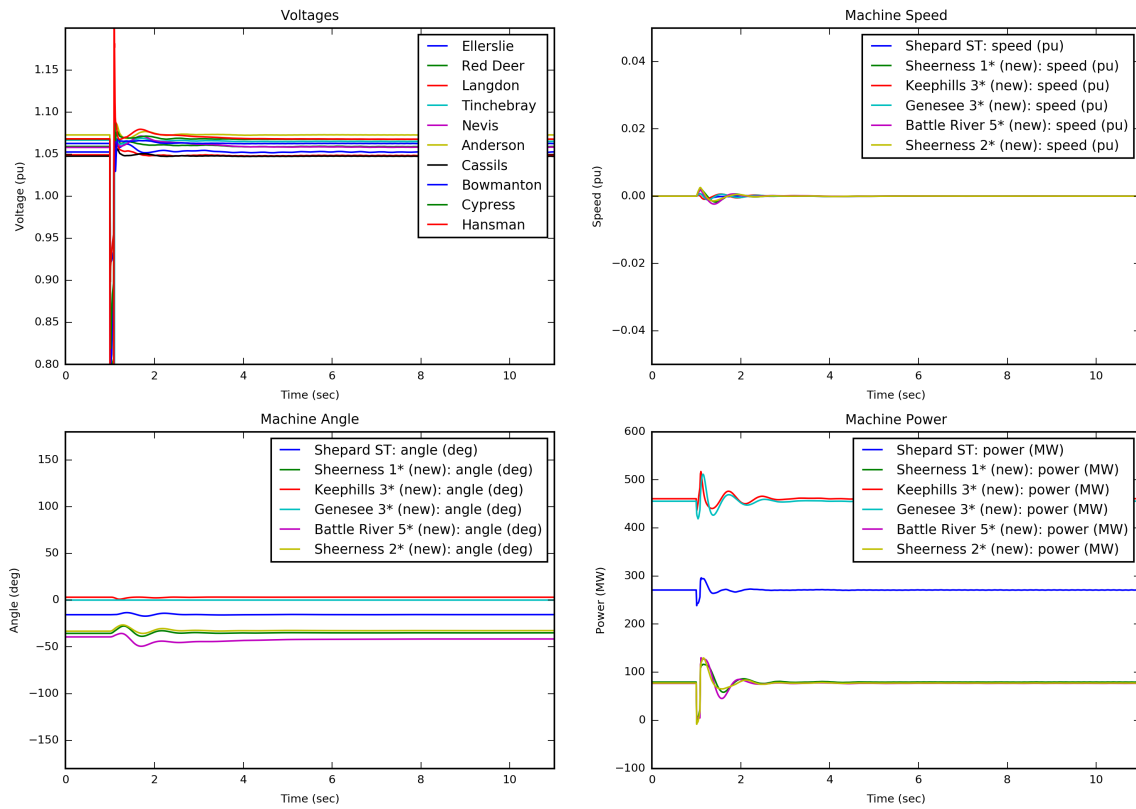 Voltages
Voltage (pu)
1.15
1.10
1.05
1.00
0.95
0.90
0.85
0.80
0
2
4
6
8
10
Time (sec)
Ellerslie
Red Deer
Langdon
Tinchebray
Nevis
Anderson
Cassils
Bowmanton
Cypress
Hansman
Machine Speed
Speed (pu)
0.04
0.02
0.00
−0.02
−0.04
0
2
4
6
8
10
Time (sec)
Shepard ST: speed (pu)
Sheerness 1* (new): speed (pu)
Keephills 3* (new): speed (pu)
Genesee 3* (new): speed (pu)
Battle River 5* (new): speed (pu)
Sheerness 2* (new): speed (pu)
Machine Angle
Angle (deg)
150
100
50
0
−50
−100
−150
0
2
4
6
8
10
Time (sec)
Shepard ST: angle (deg)
Sheerness 1* (new): angle (deg)
Keephills 3* (new): angle (deg)
Genesee 3* (new): angle (deg)
Battle River 5* (new): angle (deg)
Sheerness 2* (new): angle (deg)
Machine Power
Power (MW)
600
500
400
300
200
100
0
−100
0
2
4
6
8
10
Time (sec)
Shepard ST: power (MW)
Sheerness 1* (new): power (MW)
Keephills 3* (new): power (MW)
Genesee 3* (new): power (MW)
Battle River 5* (new): power (MW)
Sheerness 2* (new): power (MW)